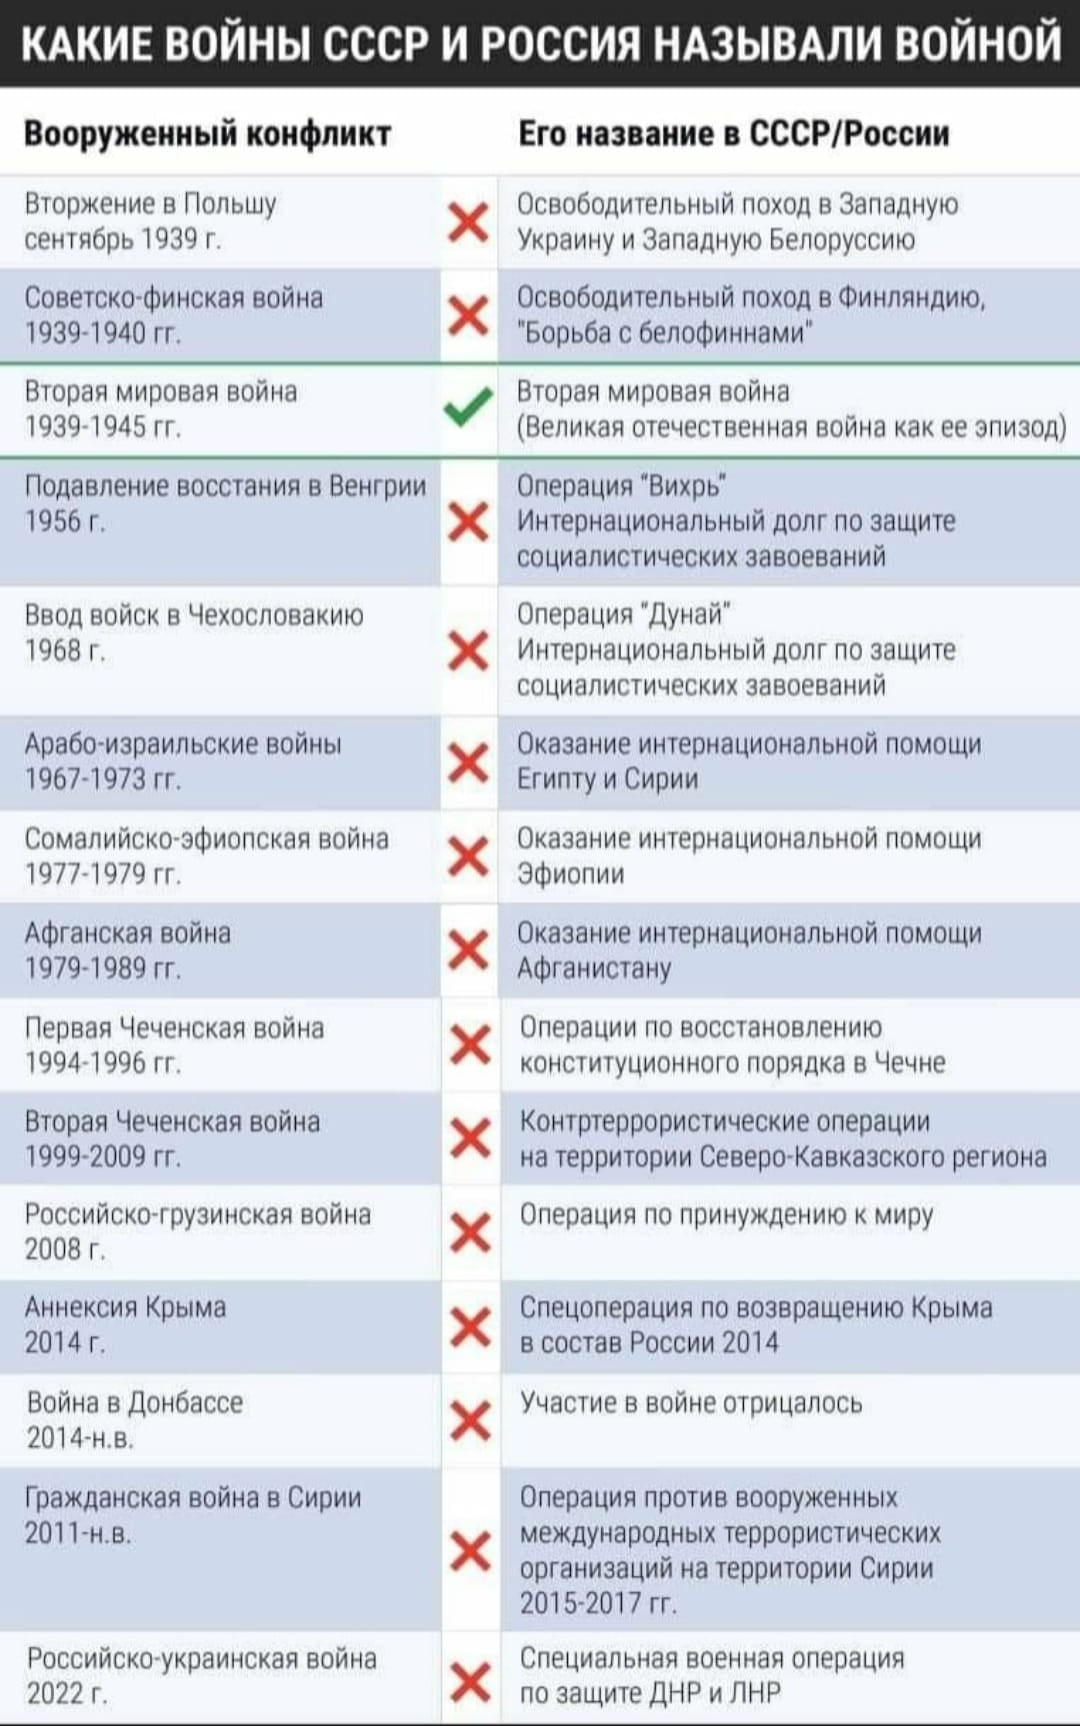 КАКИЕ ВОЙНЫ СССР И РОССИЯ НАЗЫВАЛИ ВОЙНОЙ
Вооруженный конфликт
Его название в СССР/России
Вторжение в Польшу
сентябрь 1939 г.
Освободительный поход в Западную
Украину и Западную Белоруссию
Советско-финская война
1939-1940 гг.
Освободительный поход в Финляндию,
"Борьба с белофиннами"
Вторая мировая война
1939-1945 гг.
Вторая мировая война
(Великая отечественная война как ее эпизод)
Подавление восстания в Венгрии
1956 г.
Операция "Вихрь"
Интернациональный долг по защите
социалистических завоеваний
Ввод войск в Чехословакию
1968 г.
Операция "Дунай"
Интернациональный долг по защите
социалистических завоеваний
Арабо-израильские войны
1967-1973 гг.
Оказание интернациональной помощи
Египту и Сирии
Сомалийско-эфиопская война
1977-1979 гг.
Оказание интернациональной помощи
Эфиопии
Афганская война
1979-1989 гг.
Оказание интернациональной помощи
Афганистану
Первая Чеченская война
1994-1996 гг.
Операции по восстановлению
конституционного порядка в Чечне
Вторая Чеченская война
1999-2009 гг.
Контртеррористические операции
на территории Северо-Кавказского региона
Российско-грузинская война
2008 г.
Операция по принуждению к миру
Аннексия Крыма
2014 г.
Спецоперация по возвращению Крыма
в состав России 2014
Война в Донбассе
2014-н.в.
Участие в войне отрицалось
Гражданская война в Сирии
2011-н.в.
Операция против вооруженных
международных террористических
организаций на территории Сирии
2015-2017 гг.
Российско-украинская война
2022 г.
Специальная военная операция
по защите ДНР и ЛНР